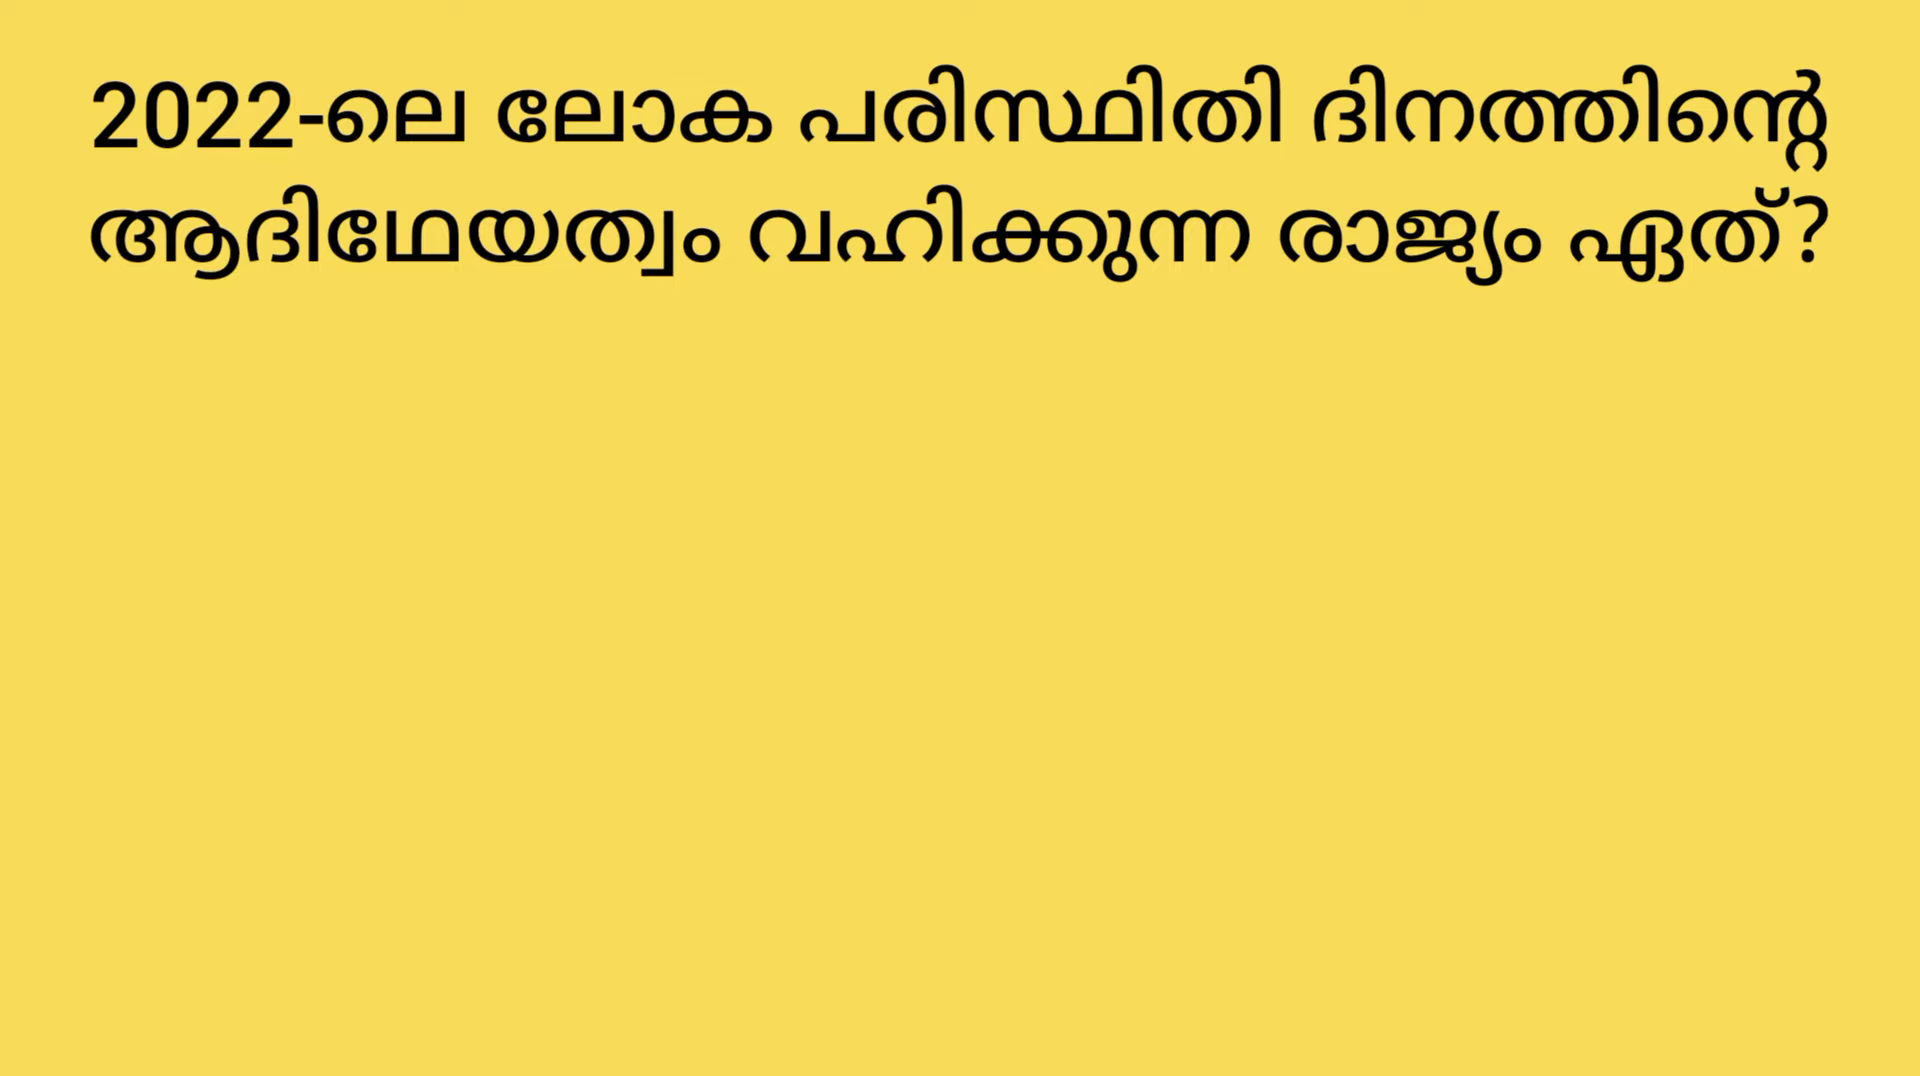 2022-ലെ ലോക പരിസ്ഥിതി ദിനത്തിന്റെ
ആദിഥേയത്വം വഹിക്കുന്ന രാജ്യം ഏത്?